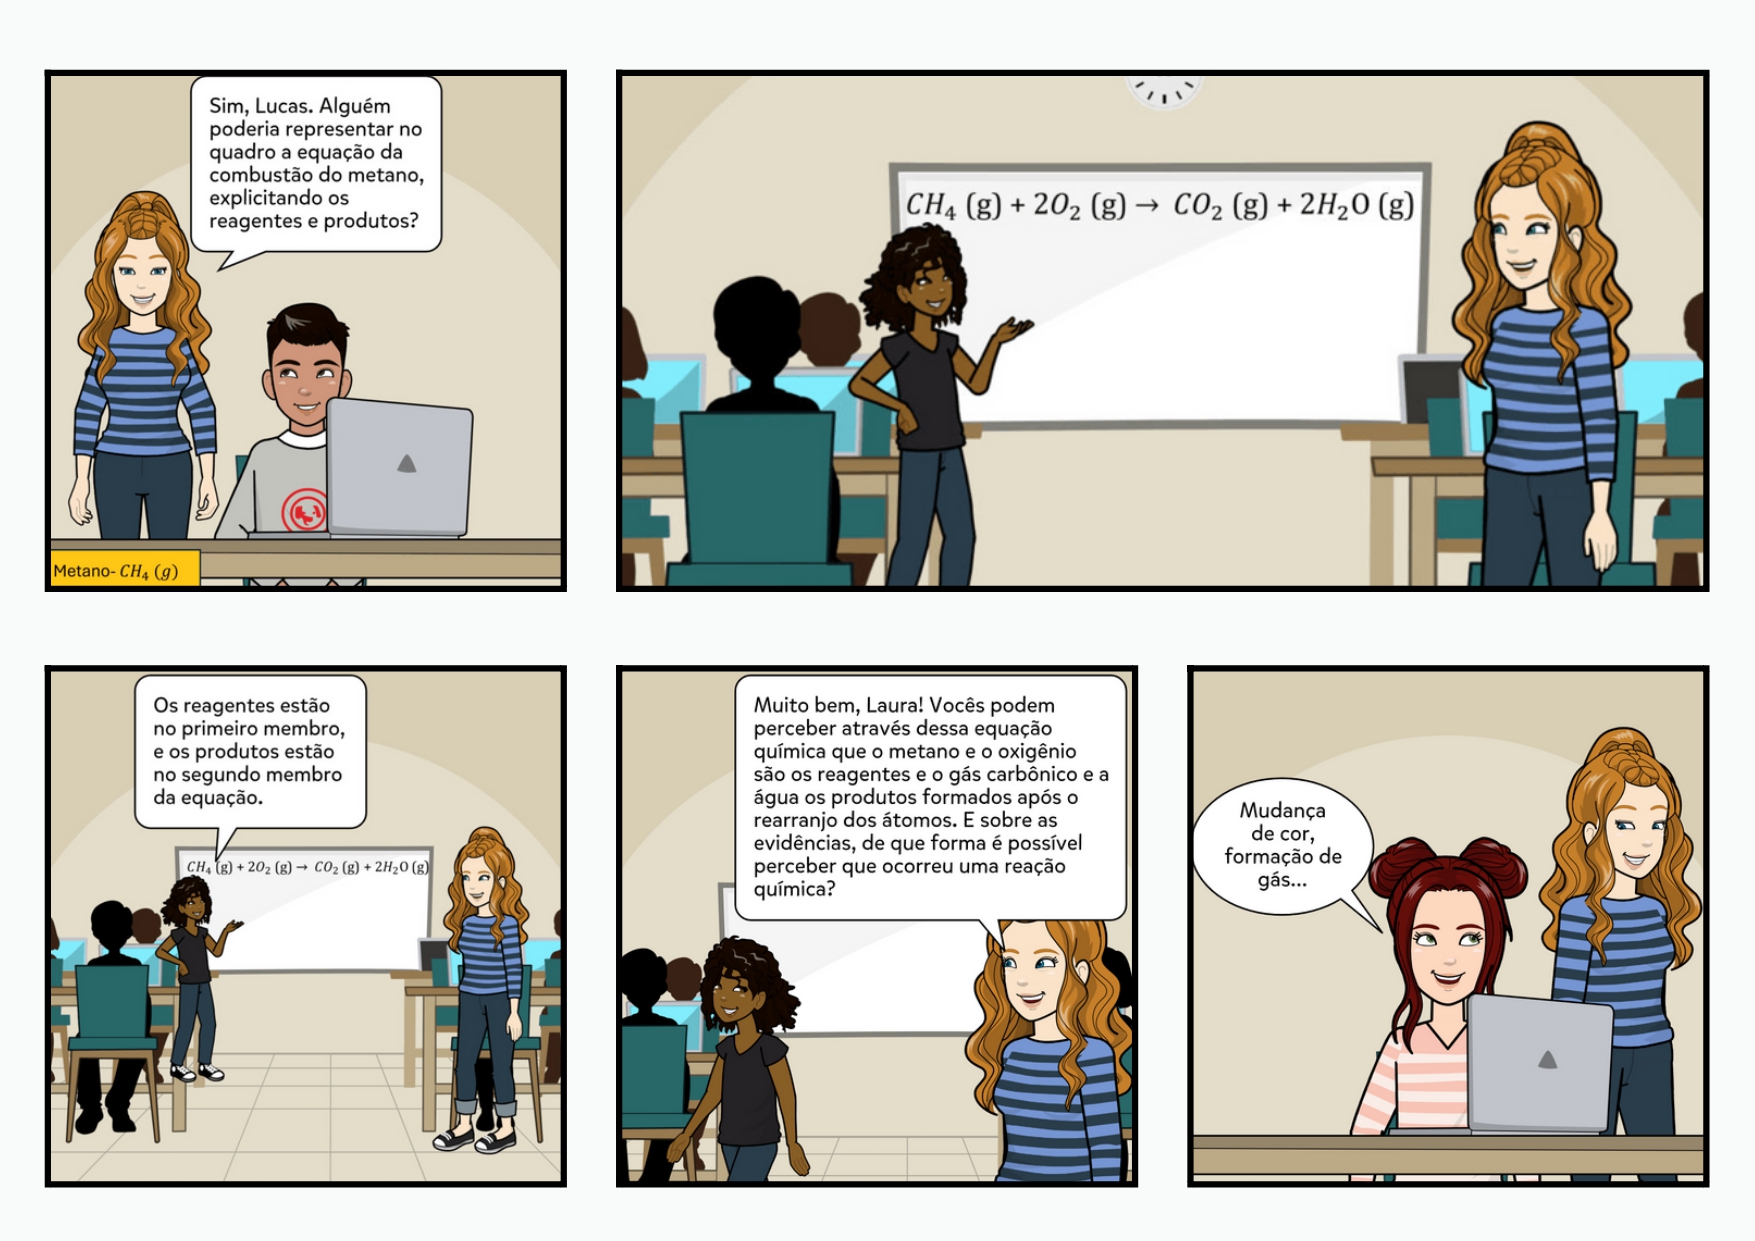 Sim, Lucas. Alguém
poderia representar no
quadro a equação da
combustão do metano,
explicitando os
reagentes e produtos?
Metano- CH₄ (g)
CH₄ (g) + 2O₂ (g) → CO₂ (g) + 2H₂O (g)
Os reagentes estão
no primeiro membro,
e os produtos estão
no segundo membro
da equação.
CH₄ (g) + 2O₂ (g) → CO₂ (g) + 2H₂O (g)
Muito bem, Laura! Vocês podem
perceber através dessa equação
química que o metano e o oxigênio
são os reagentes e o gás carbônico e a
água os produtos formados após o
rearranjo dos átomos. E sobre as
evidências, de que forma é possível
perceber que ocorreu uma reação
química?
Mudança
de cor,
formação de
gás...